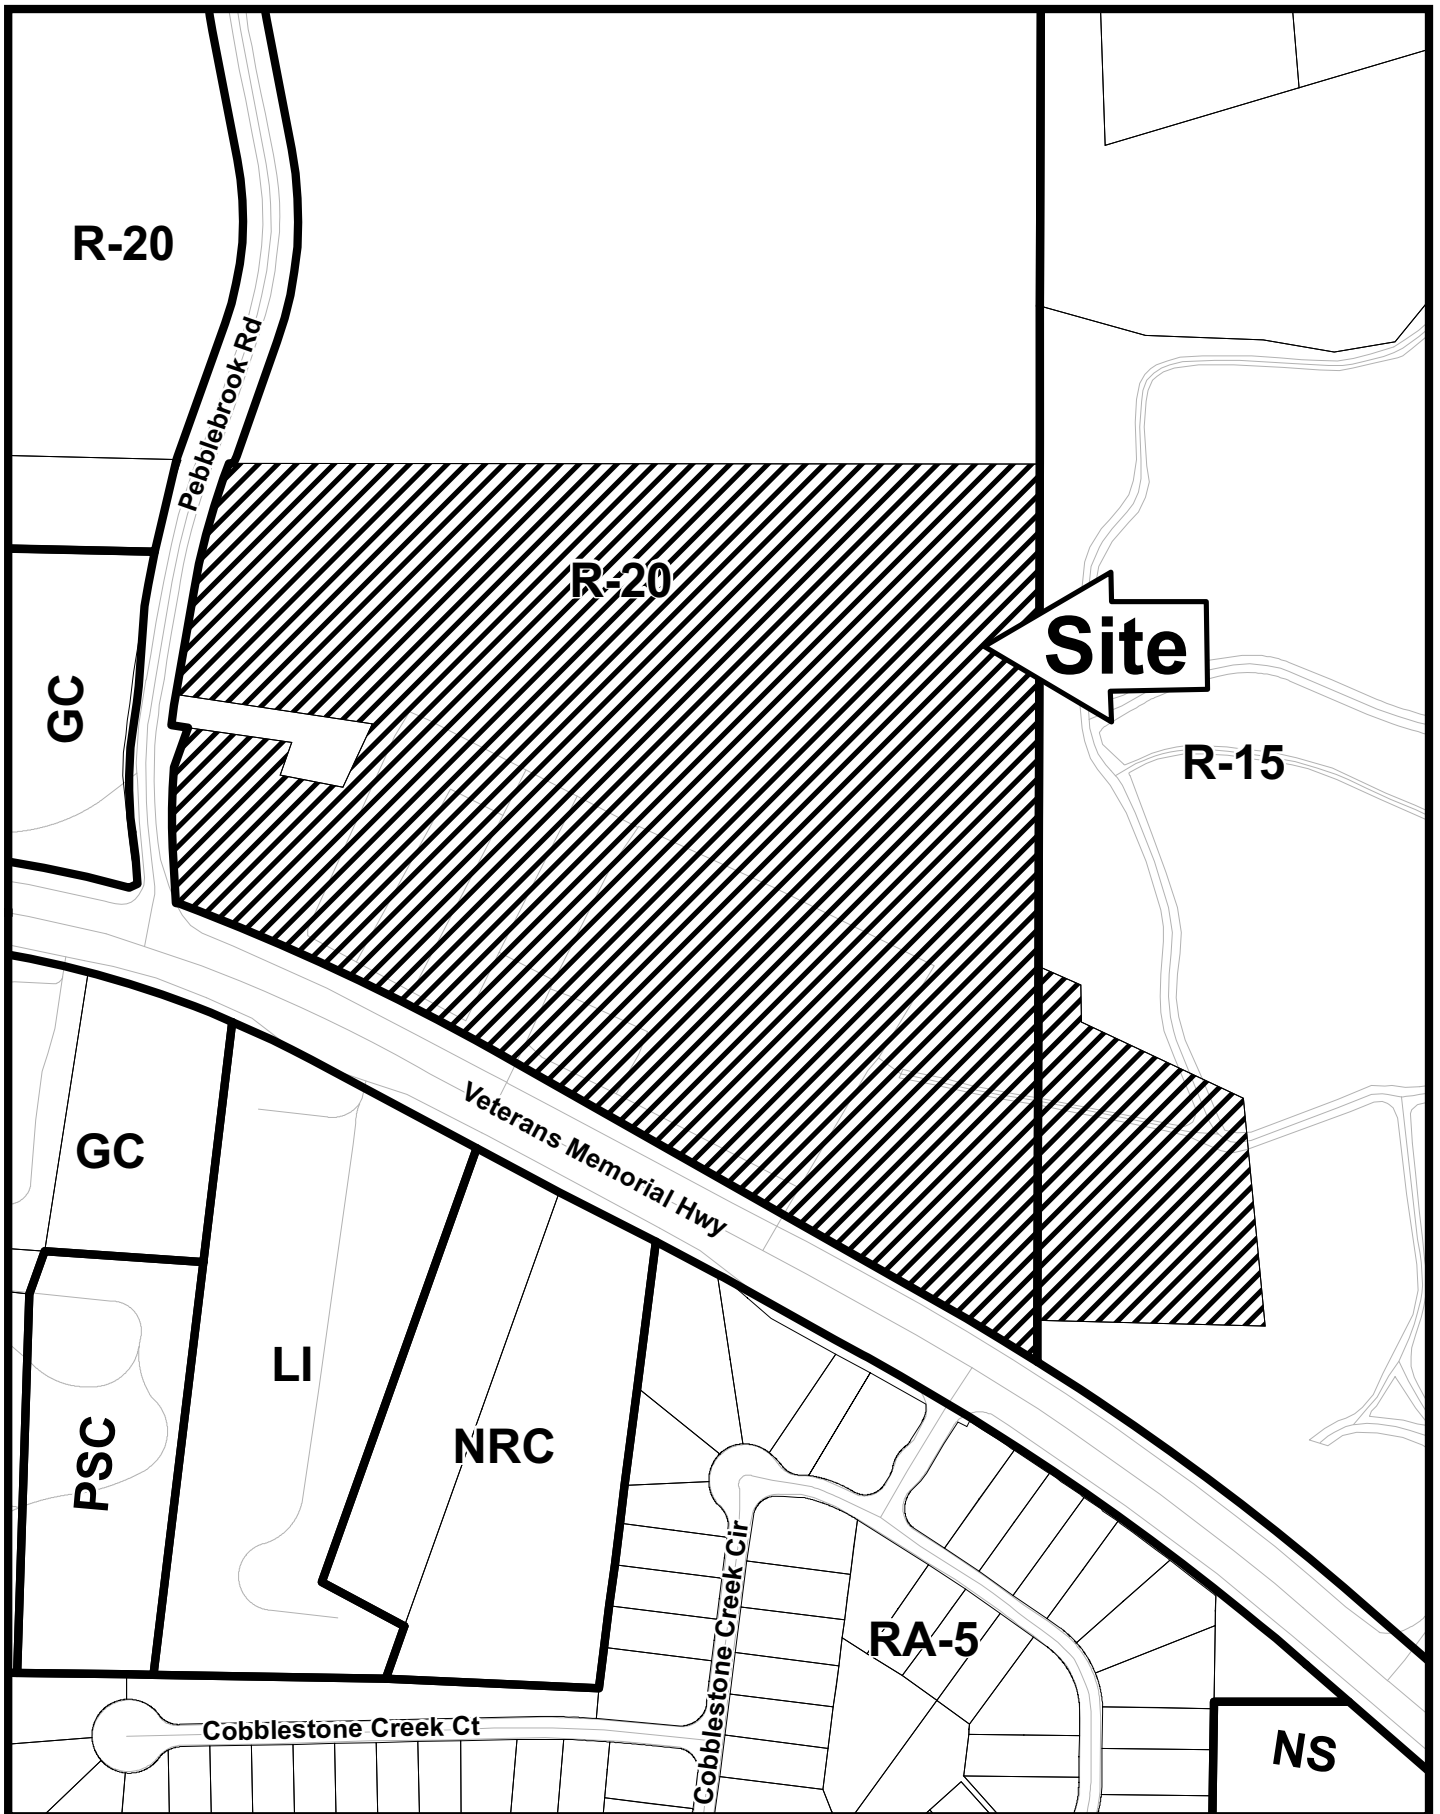 R-20
Pebblebrook Rd
R-20
Site
GC
R-15
Veterans Memorial Hwy
GC
LI
PSC
NRC
Cobblestone Creek Cir
RA-5
Cobblestone Creek Ct
NS